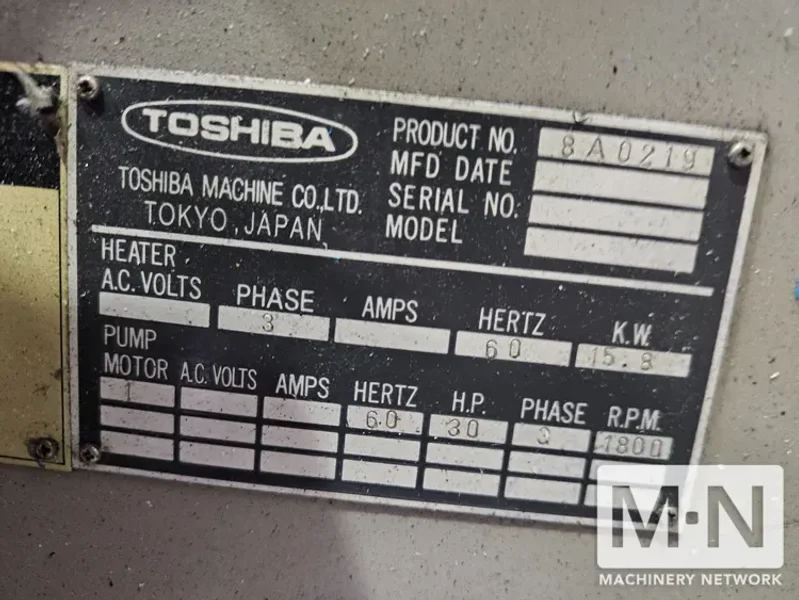 TOSHIBA
TOSHIBA MACHINE CO.,LTD.
TOKYO, JAPAN
PRODUCT NO. 8A0219
MFD DATE
SERIAL NO.
MODEL
HEATER
A.C. VOLTS PHASE AMPS HERTZ K.W.
3 60 15.8
PUMP
MOTOR A.C. VOLTS AMPS HERTZ H.P. PHASE R.P.M.
1 60 30 3 1800
M·N
MACHINERY NETWORK